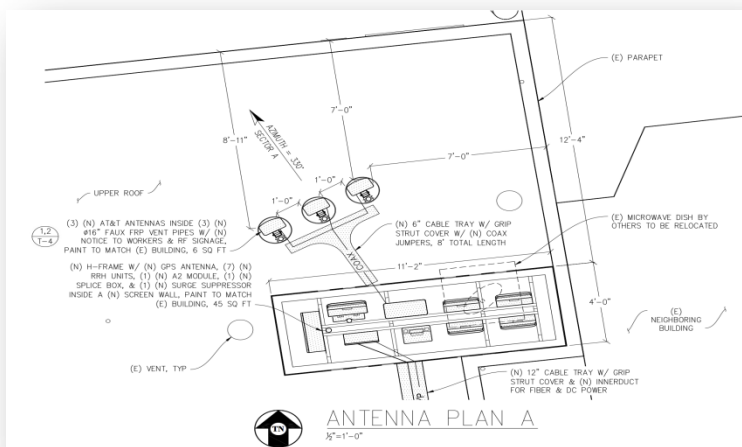 (E) PARAPET
7'-0"
12'-4"
8'-11"
AZIMUTH = 330°
SECTOR A
7'-0"
1'-0"
1'-0"
UPPER ROOF
1,2
T-4
(3) (N) AT&T ANTENNAS INSIDE (3) (N)
ø16" FAUX FRP VENT PIPES W/ (N)
NOTICE TO WORKERS & RF SIGNAGE,
PAINT TO MATCH (E) BUILDING, 6 SQ FT
(N) 6" CABLE TRAY W/ GRIP
STRUT COVER W/ (N) COAX
JUMPERS, 8' TOTAL LENGTH
(E) MICROWAVE DISH BY
OTHERS TO BE RELOCATED
COAX
11'-2"
(N) H-FRAME W/ (N) GPS ANTENNA, (7) (N)
RRH UNITS, (1) (N) A2 MODULE, (1) (N)
SPLICE BOX, & (1) (N) SURGE SUPPRESSOR
INSIDE A (N) SCREEN WALL, PAINT TO MATCH
(E) BUILDING, 45 SQ FT
4'-0"
(E)
NEIGHBORING
BUILDING
(E) VENT, TYP
(N) 12" CABLE TRAY W/ GRIP
STRUT COVER & (N) INNERDUCT
FOR FIBER & DC POWER
TN
ANTENNA PLAN A
½"=1'-0"